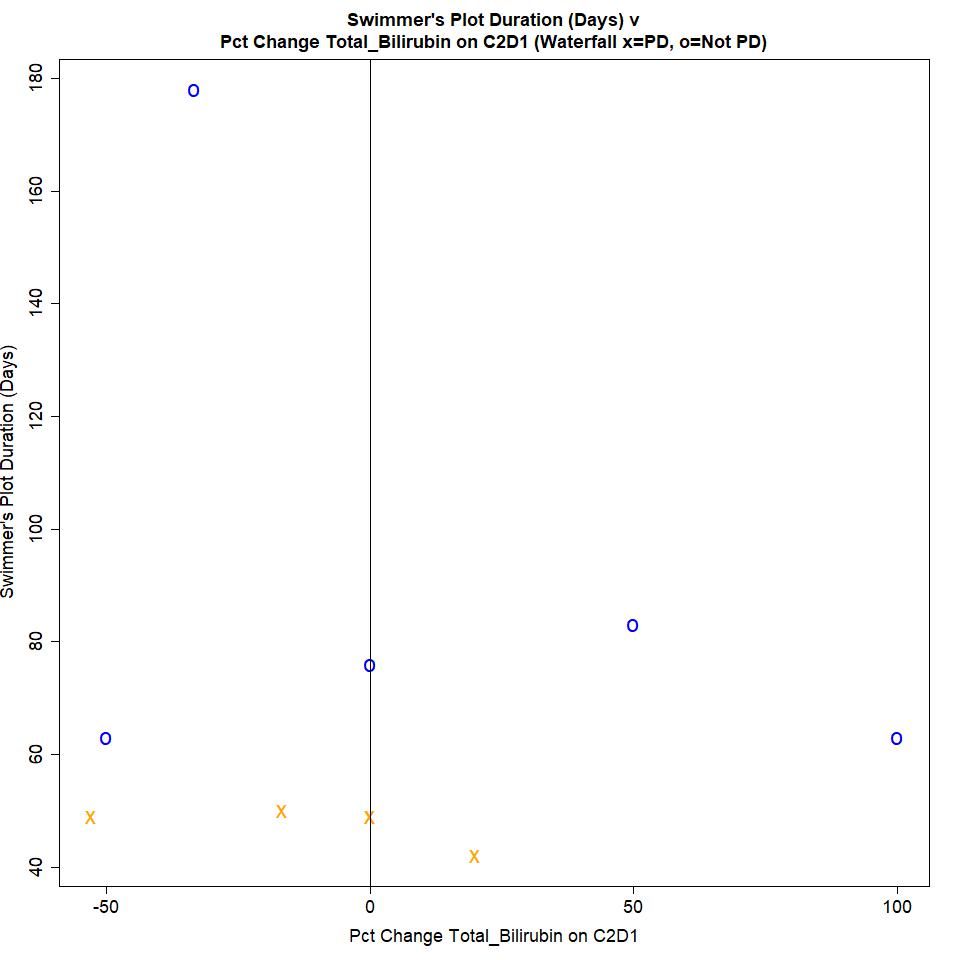 Swimmer's Plot Duration (Days) v
Pct Change Total_Bilirubin on C2D1 (Waterfall x=PD, o=Not PD)
Swimmer's Plot Duration (Days)
180
160
140
120
100
80
60
40
O
O
O
O
O
X
X
X
X
-50
0
50
100
Pct Change Total_Bilirubin on C2D1